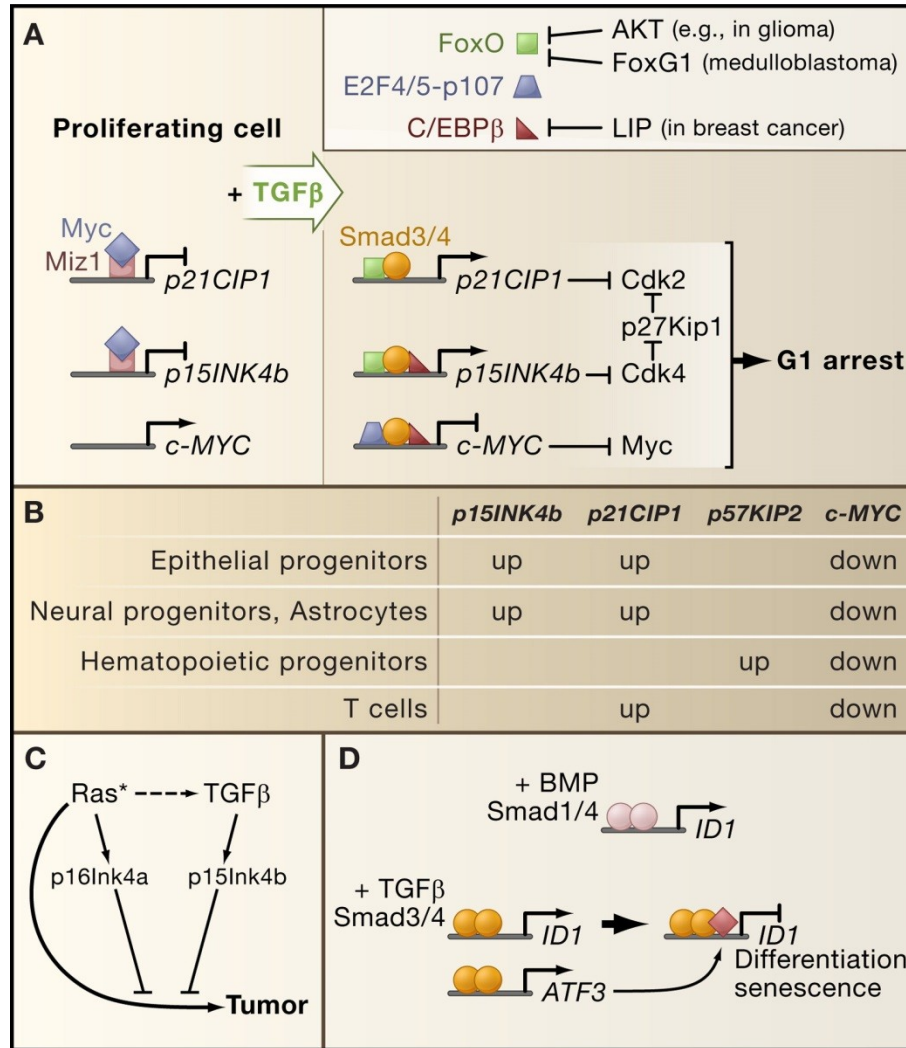 A
FoxO
AKT (e.g., in glioma)
FoxG1 (medulloblastoma)
E2F4/5-p107
C/EBPβ
LIP (in breast cancer)
Proliferating cell
+ TGFβ
Myc
Miz1
p21CIP1
p15INK4b
c-MYC
Smad3/4
p21CIP1
Cdk2
p27Kip1
p15INK4b
Cdk4
c-MYC
Myc
G1 arrest
B
p15INK4b p21CIP1 p57KIP2 c-MYC
Epithelial progenitors up up down
Neural progenitors, Astrocytes up up down
Hematopoietic progenitors up down
T cells up down
C
Ras* TGFβ
p16Ink4a p15Ink4b
Tumor
D
+ BMP
Smad1/4
ID1
+ TGFβ
Smad3/4
ID1
ID1
ATF3
Differentiation
senescence